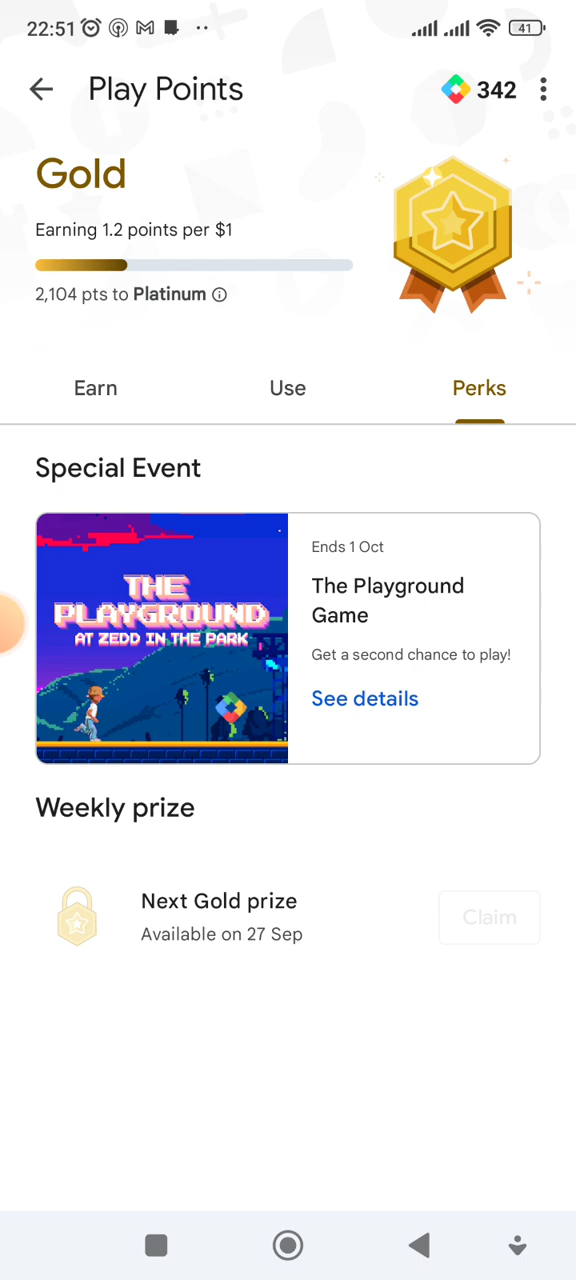 22:51
41
Play Points
342
Gold
Earning 1.2 points per $1
2,104 pts to Platinum
Earn
Use
Perks
Special Event
THE
PLAYGROUND
AT ZEDD IN THE PARK
Ends 1 Oct
The Playground
Game
Get a second chance to play!
See details
Weekly prize
Next Gold prize
Available on 27 Sep
Claim